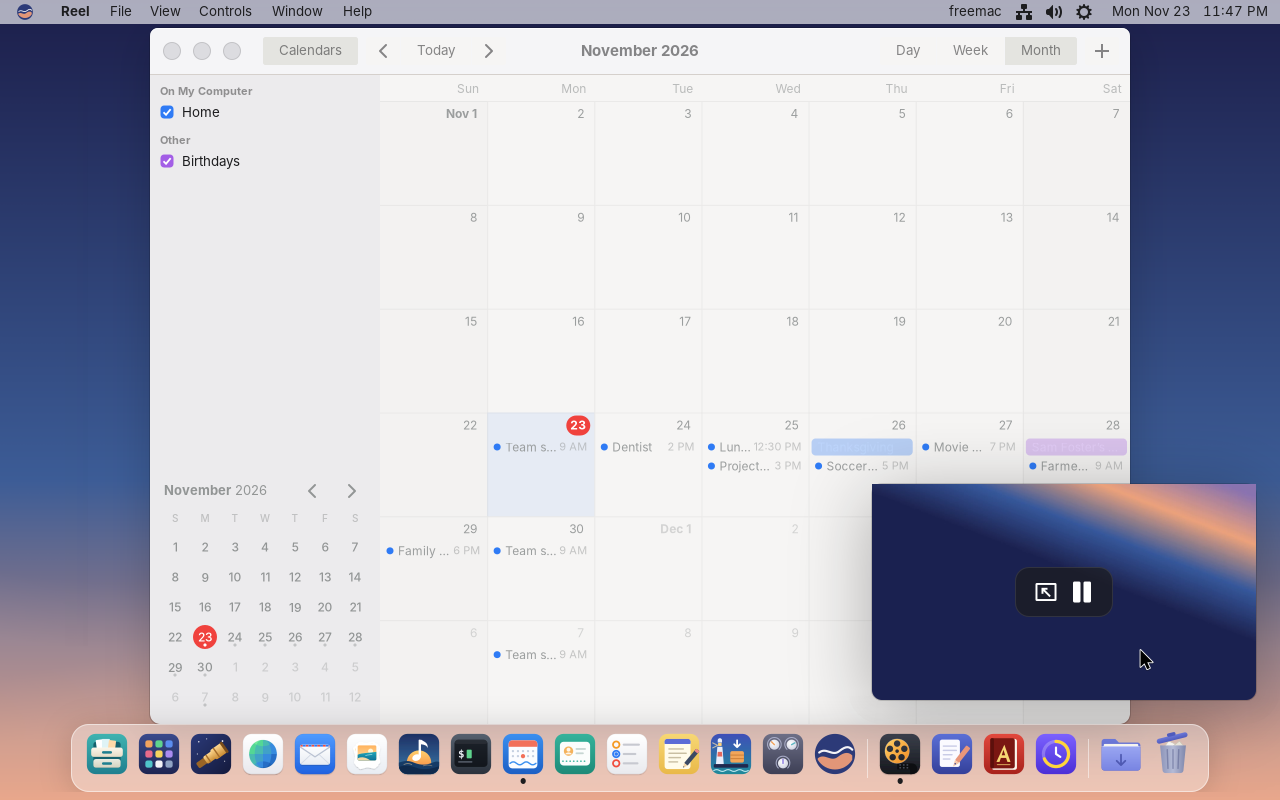 Reel File View Controls Window Help freemac Mon Nov 23 11:47 PM
Calendars Today November 2026 Day Week Month
On My Computer
Home
Other
Birthdays
Sun Mon Tue Wed Thu Fri Sat
Nov 1 2 3 4 5 6 7
8 9 10 11 12 13 14
15 16 17 18 19 20 21
22 23 24 25 26 27 28
Team s... 9 AM Dentist 2 PM Lun... 12:30 PM Thanksgiving Movie ... 7 PM
Project... 3 PM Soccer... 5 PM Farme... 9 AM
29 30 Dec 1 2
Family ... 6 PM Team s... 9 AM
6 7 8 9
Team s... 9 AM
November 2026
S M T W T F S
1 2 3 4 5 6 7
8 9 10 11 12 13 14
15 16 17 18 19 20 21
22 23 24 25 26 27 28
29 30 1 2 3 4 5
6 7 8 9 10 11 12
$
A